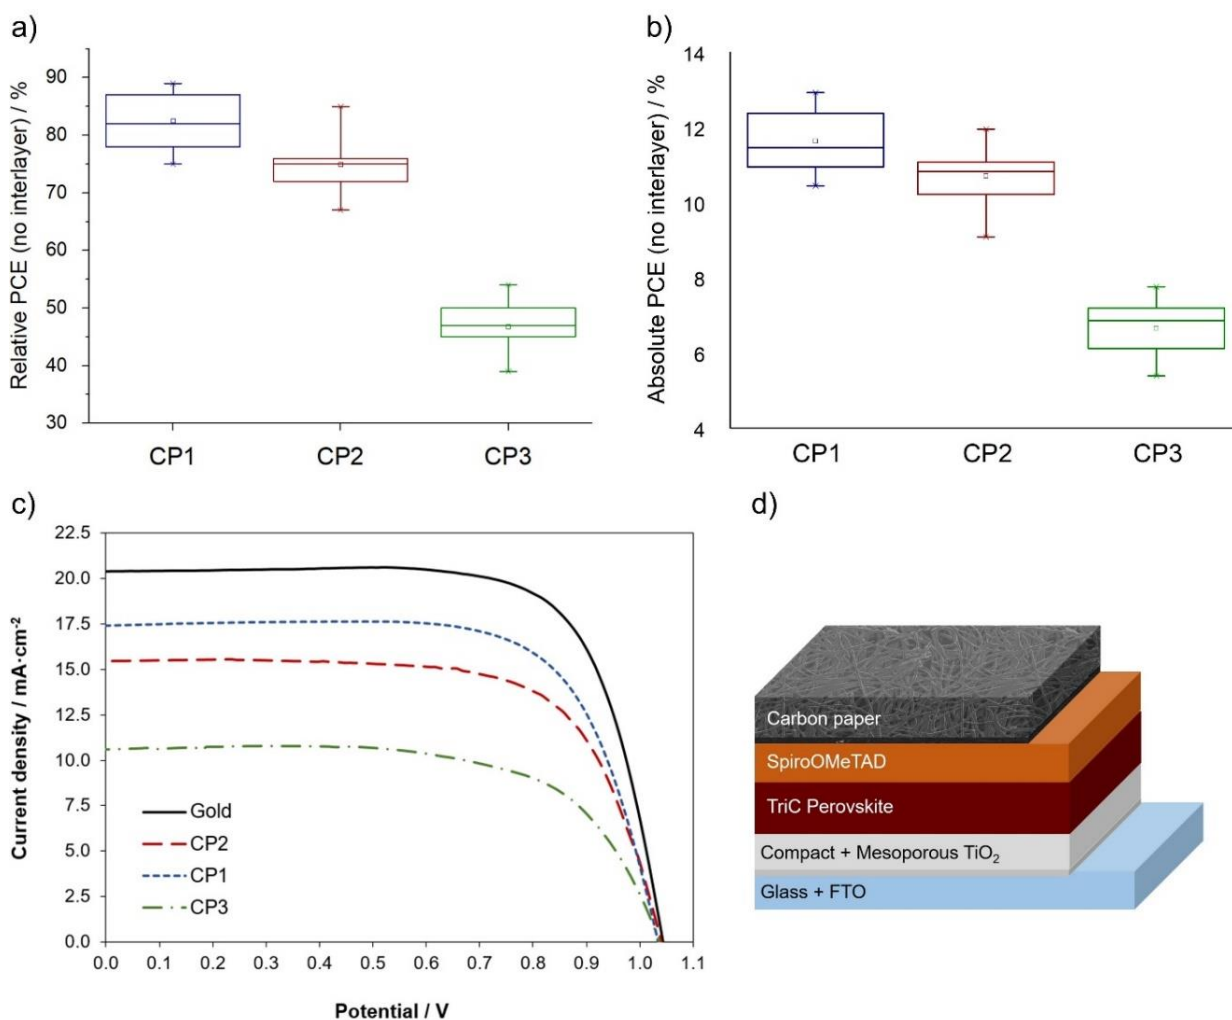 a)
Relative PCE (no interlayer) / %
90
80
70
60
50
40
30
CP1 CP2 CP3
b)
Absolute PCE (no interlayer) / %
14
12
10
8
6
4
CP1 CP2 CP3
c)
Current density / mA·cm⁻²
22.5
20.0
17.5
15.0
12.5
10.0
7.5
5.0
2.5
0.0
Gold
CP2
CP1
CP3
0.0 0.1 0.2 0.3 0.4 0.5 0.6 0.7 0.8 0.9 1.0 1.1
Potential / V
d)
Carbon paper
SpiroOMeTAD
TriC Perovskite
Compact + Mesoporous TiO₂
Glass + FTO